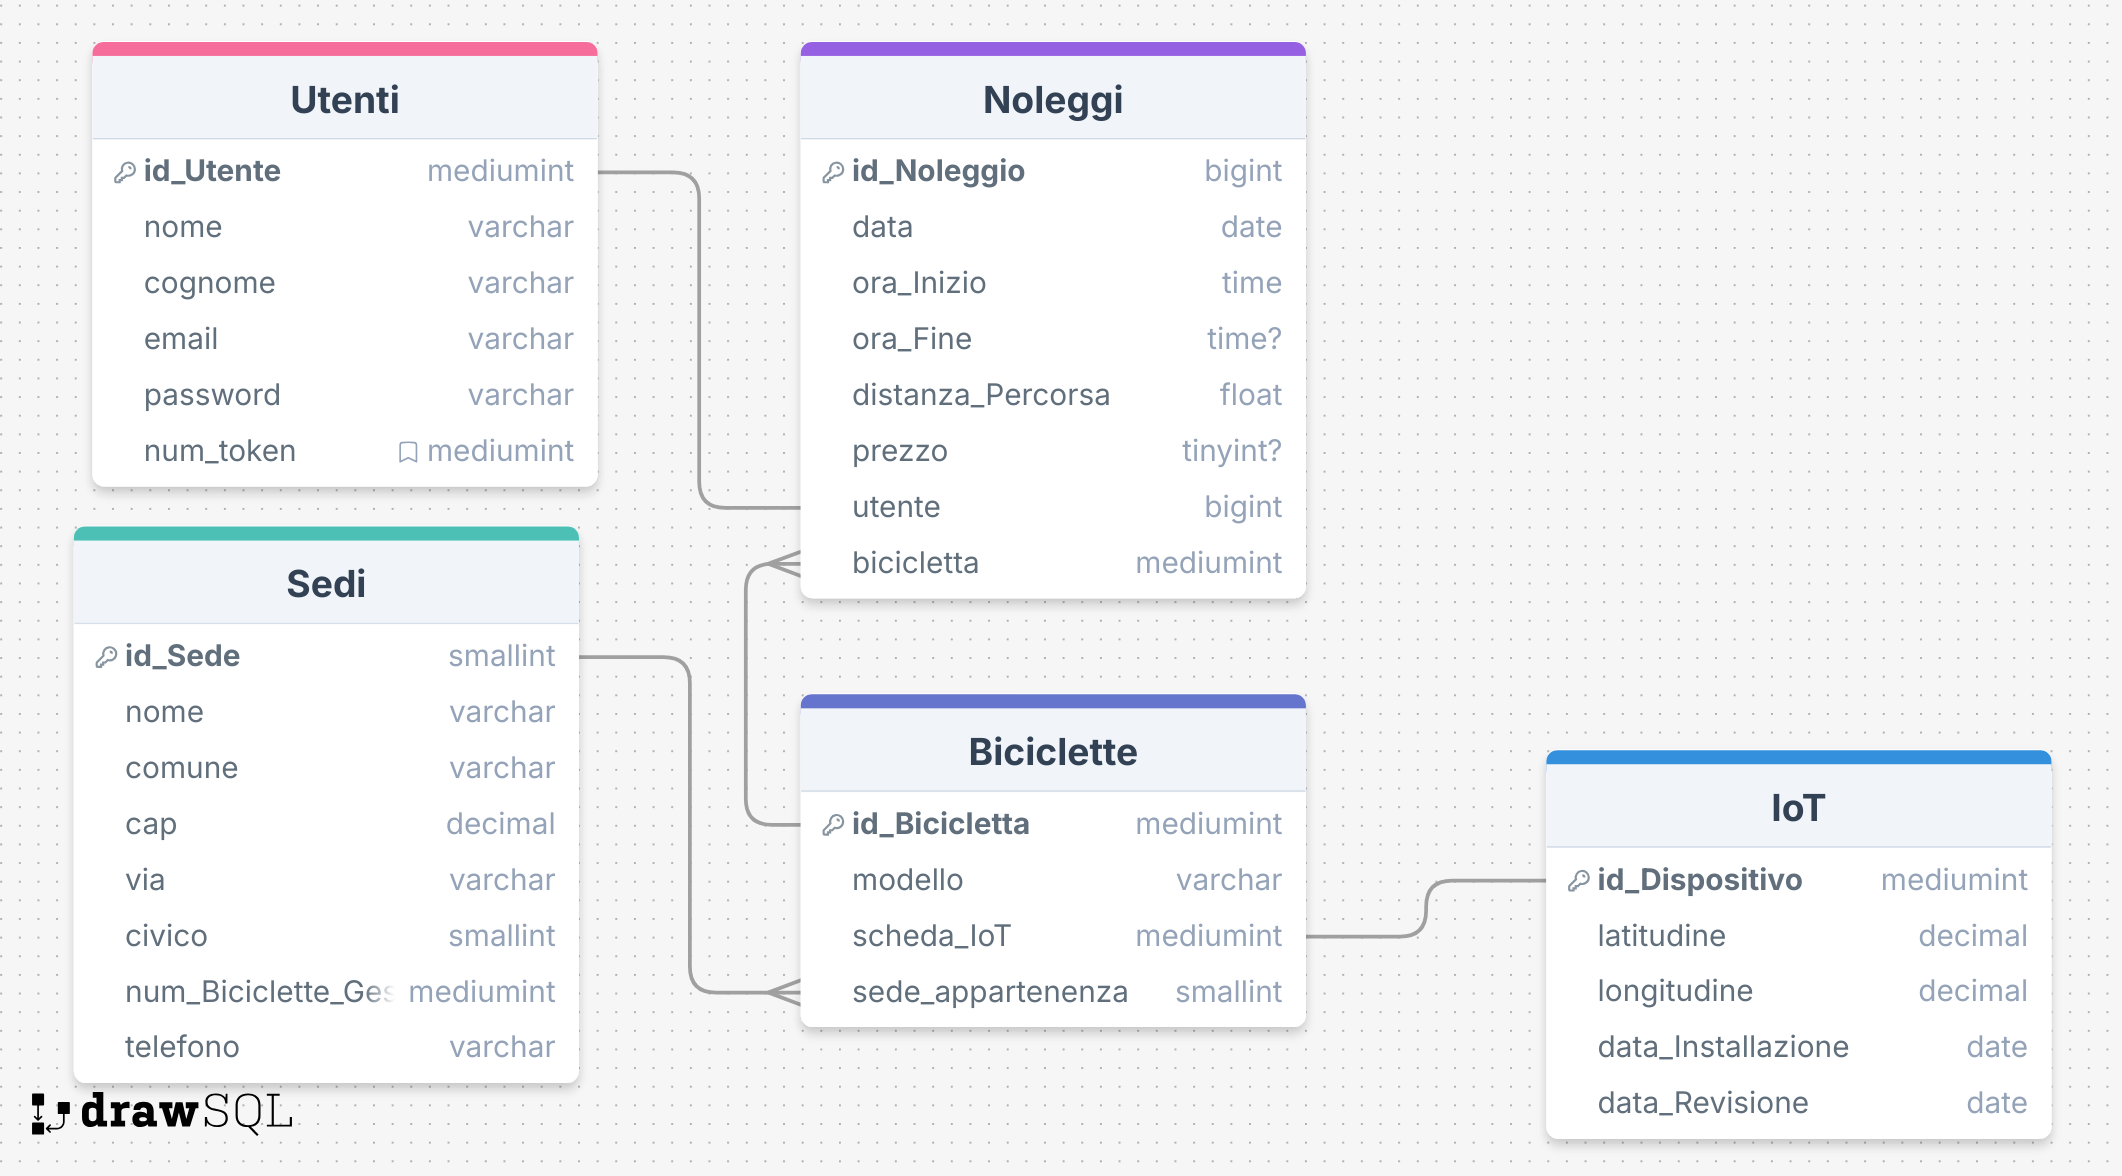 Utenti
id_Utente mediumint
nome varchar
cognome varchar
email varchar
password varchar
num_token mediumint
Noleggi
id_Noleggio bigint
data date
ora_Inizio time
ora_Fine time?
distanza_Percorsa float
prezzo tinyint?
utente bigint
bicicletta mediumint
Sedi
id_Sede smallint
nome varchar
comune varchar
cap decimal
via varchar
civico smallint
num_Biciclette_Ges mediumint
telefono varchar
Biciclette
id_Bicicletta mediumint
modello varchar
scheda_IoT mediumint
sede_appartenenza smallint
IoT
id_Dispositivo mediumint
latitudine decimal
longitudine decimal
data_Installazione date
data_Revisione date
drawSQL